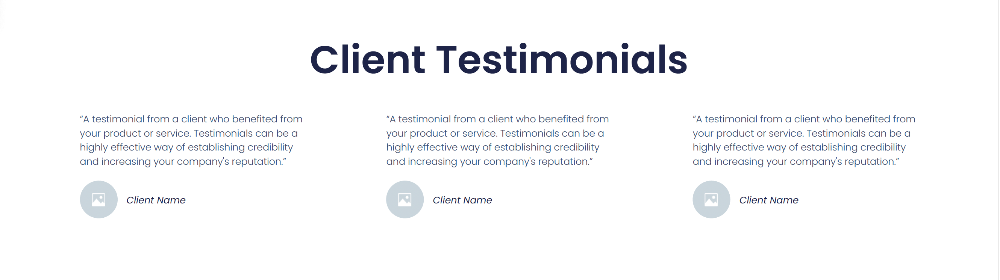 Client Testimonials
“A testimonial from a client who benefited from
your product or service. Testimonials can be a
highly effective way of establishing credibility
and increasing your company's reputation.”
Client Name
“A testimonial from a client who benefited from
your product or service. Testimonials can be a
highly effective way of establishing credibility
and increasing your company's reputation.”
Client Name
“A testimonial from a client who benefited from
your product or service. Testimonials can be a
highly effective way of establishing credibility
and increasing your company's reputation.”
Client Name